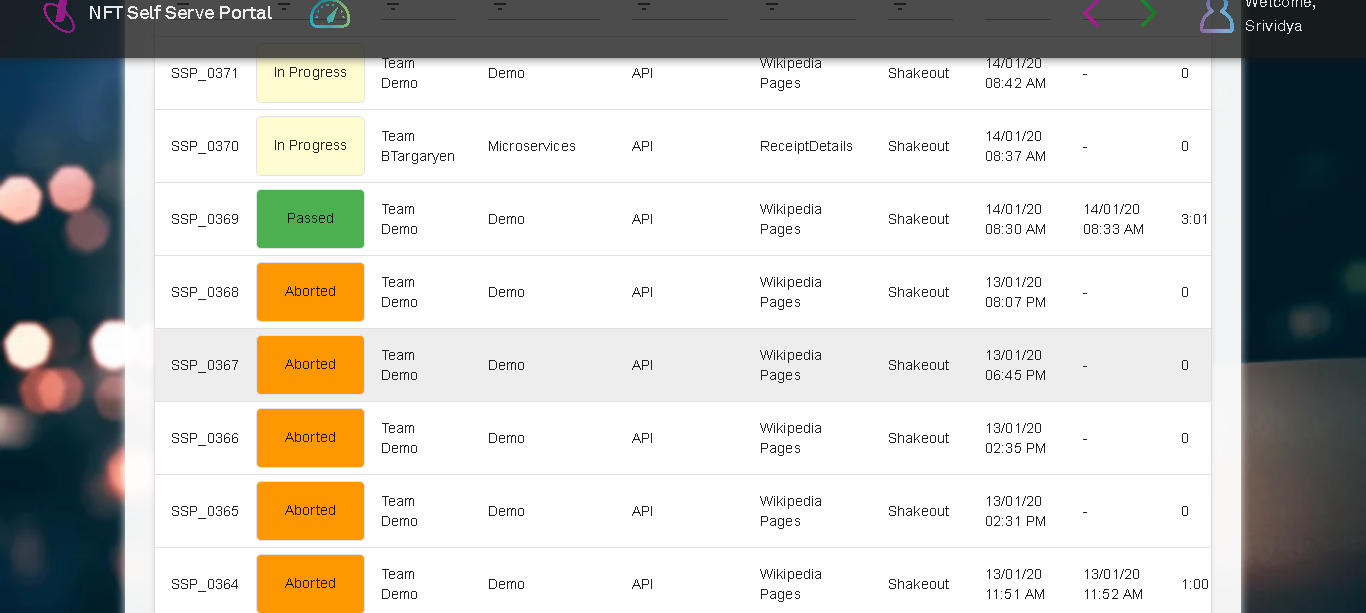 NFT Self Serve Portal
Welcome,
Srividya
SSP_0371 In Progress Team Demo Demo API Wikipedia Pages Shakeout 14/01/20 08:42 AM - 0
SSP_0370 In Progress Team BTargaryen Microservices API ReceiptDetails Shakeout 14/01/20 08:37 AM - 0
SSP_0369 Passed Team Demo Demo API Wikipedia Pages Shakeout 14/01/20 08:30 AM 14/01/20 08:33 AM 3:01
SSP_0368 Aborted Team Demo Demo API Wikipedia Pages Shakeout 13/01/20 08:07 PM - 0
SSP_0367 Aborted Team Demo Demo API Wikipedia Pages Shakeout 13/01/20 06:45 PM - 0
SSP_0366 Aborted Team Demo Demo API Wikipedia Pages Shakeout 13/01/20 02:35 PM - 0
SSP_0365 Aborted Team Demo Demo API Wikipedia Pages Shakeout 13/01/20 02:31 PM - 0
SSP_0364 Aborted Team Demo Demo API Wikipedia Pages Shakeout 13/01/20 11:51 AM 13/01/20 11:52 AM 1:00